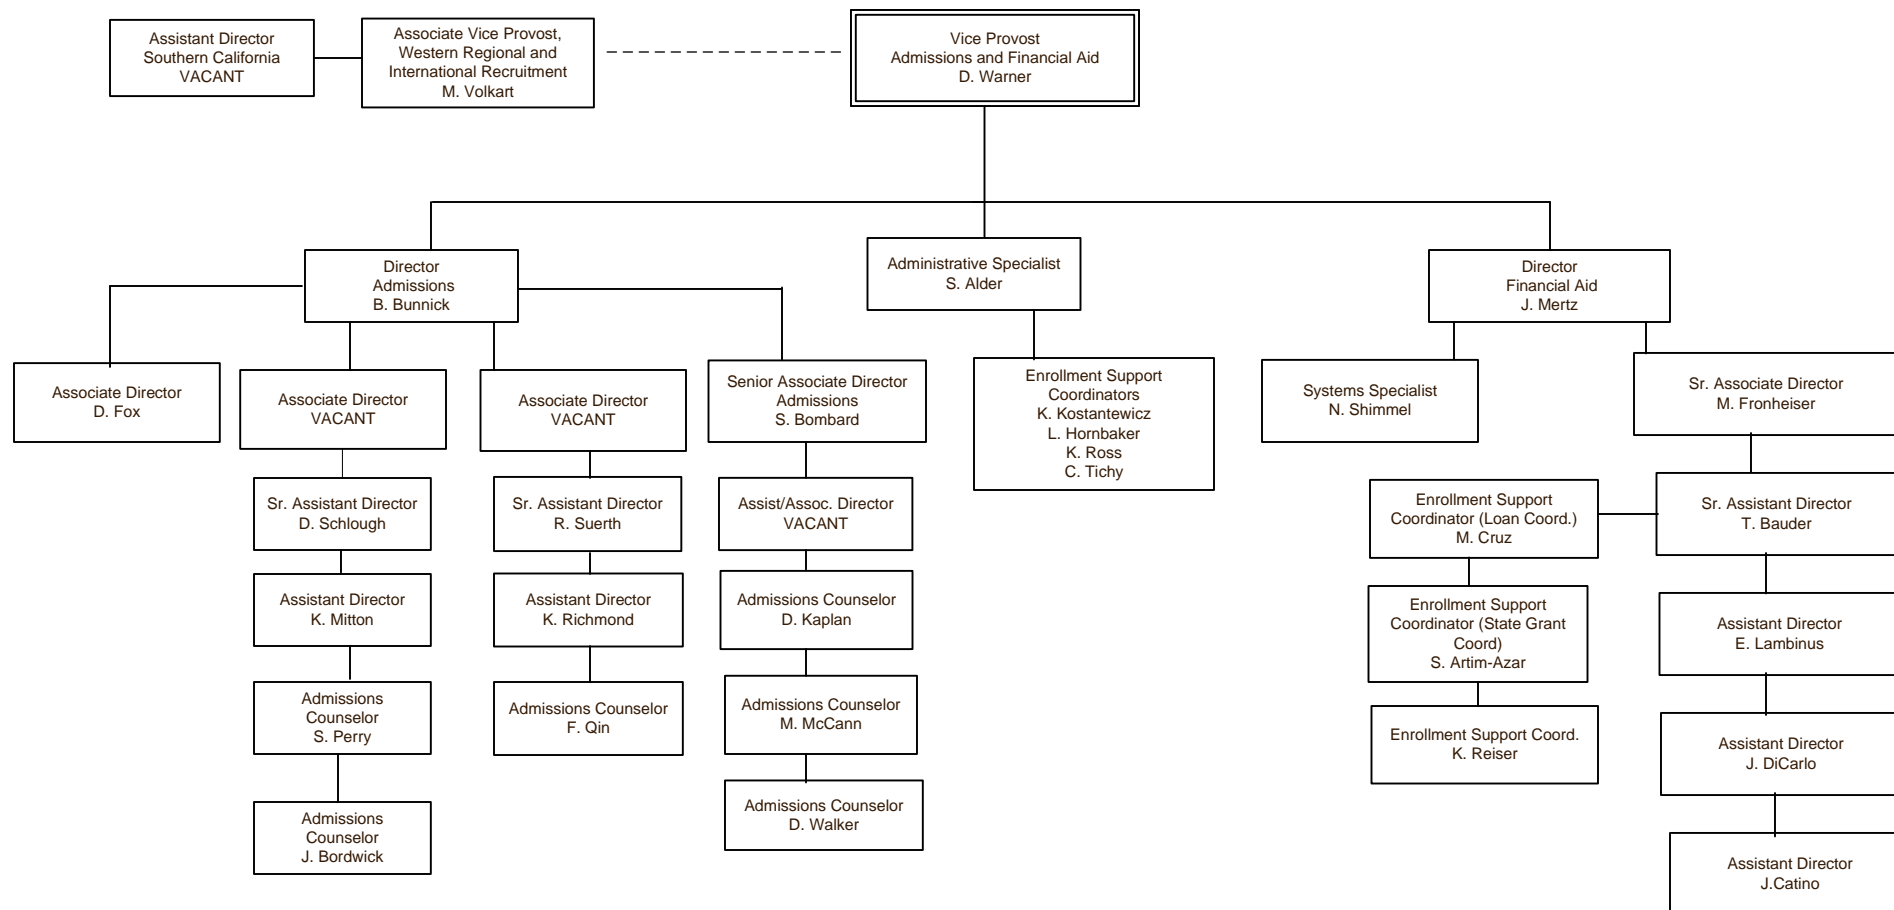 Assistant Director
Southern California
VACANT
Associate Vice Provost,
Western Regional and
International Recruitment
M. Volkart
Vice Provost
Admissions and Financial Aid
D. Warner
Director
Admissions
B. Bunnick
Administrative Specialist
S. Alder
Director
Financial Aid
J. Mertz
Associate Director
D. Fox
Associate Director
VACANT
Associate Director
VACANT
Senior Associate Director
Admissions
S. Bombard
Enrollment Support
Coordinators
K. Kostantewicz
L. Hornbaker
K. Ross
C. Tichy
Systems Specialist
N. Shimmel
Sr. Associate Director
M. Fronheiser
Sr. Assistant Director
D. Schlough
Sr. Assistant Director
R. Suerth
Assist/Assoc. Director
VACANT
Enrollment Support
Coordinator (Loan Coord.)
M. Cruz
Sr. Assistant Director
T. Bauder
Assistant Director
K. Mitton
Assistant Director
K. Richmond
Admissions Counselor
D. Kaplan
Enrollment Support
Coordinator (State Grant
Coord)
S. Artim-Azar
Assistant Director
E. Lambinus
Admissions
Counselor
S. Perry
Admissions Counselor
F. Qin
Admissions Counselor
M. McCann
Enrollment Support Coord.
K. Reiser
Assistant Director
J. DiCarlo
Admissions
Counselor
J. Bordwick
Admissions Counselor
D. Walker
Assistant Director
J.Catino